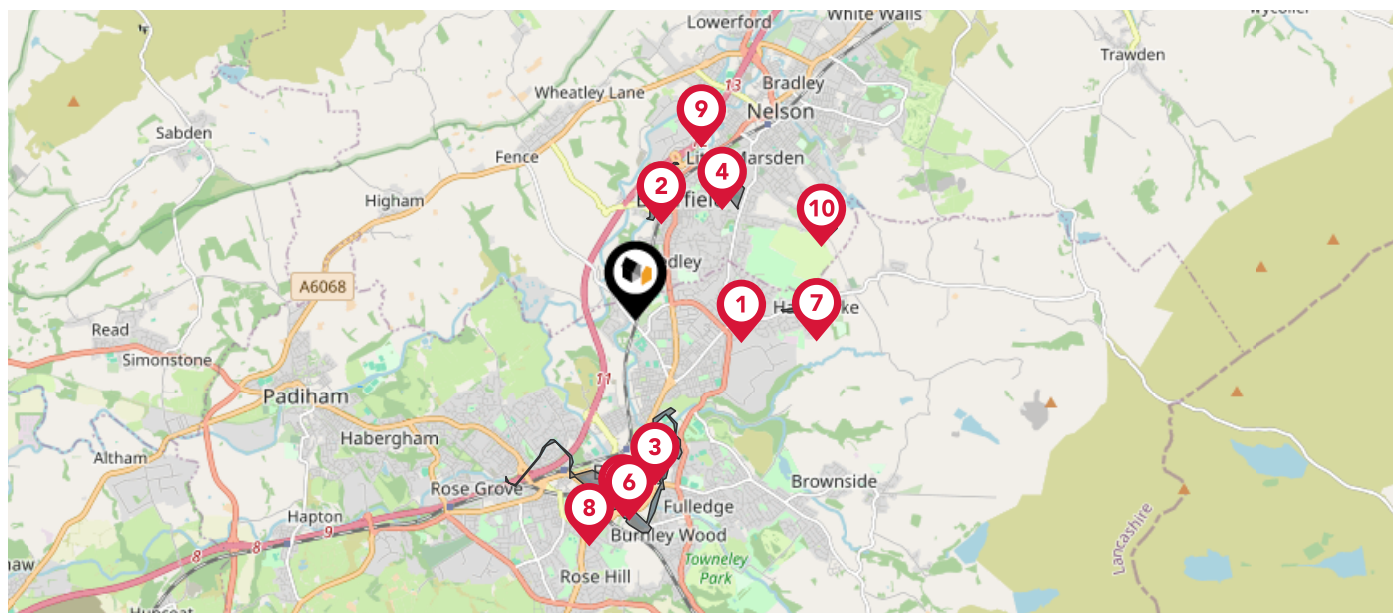 Lowerford
White Walls
Trawden
13
Bradley
Wheatley Lane
9
Nelson
Sabden
Fence
Marsden
4
2
Higham
10
A6068
1
7
Read
Simonstone
11
Padiham
Habergham
3
Altham
6
Rose Grove
Brownside
8
Fulledge
Hapton
9
8
8
Burnley Wood
Towneley
Park
Rose Hill
Lancashire